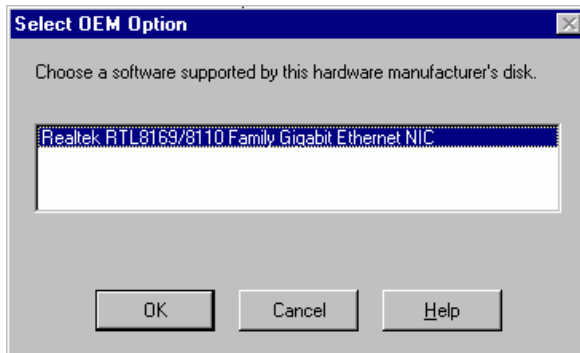 Select OEM Option
Choose a software supported by this hardware manufacturer's disk.
Realtek RTL8169/8110 Family Gigabit Ethernet NIC
OK Cancel Help